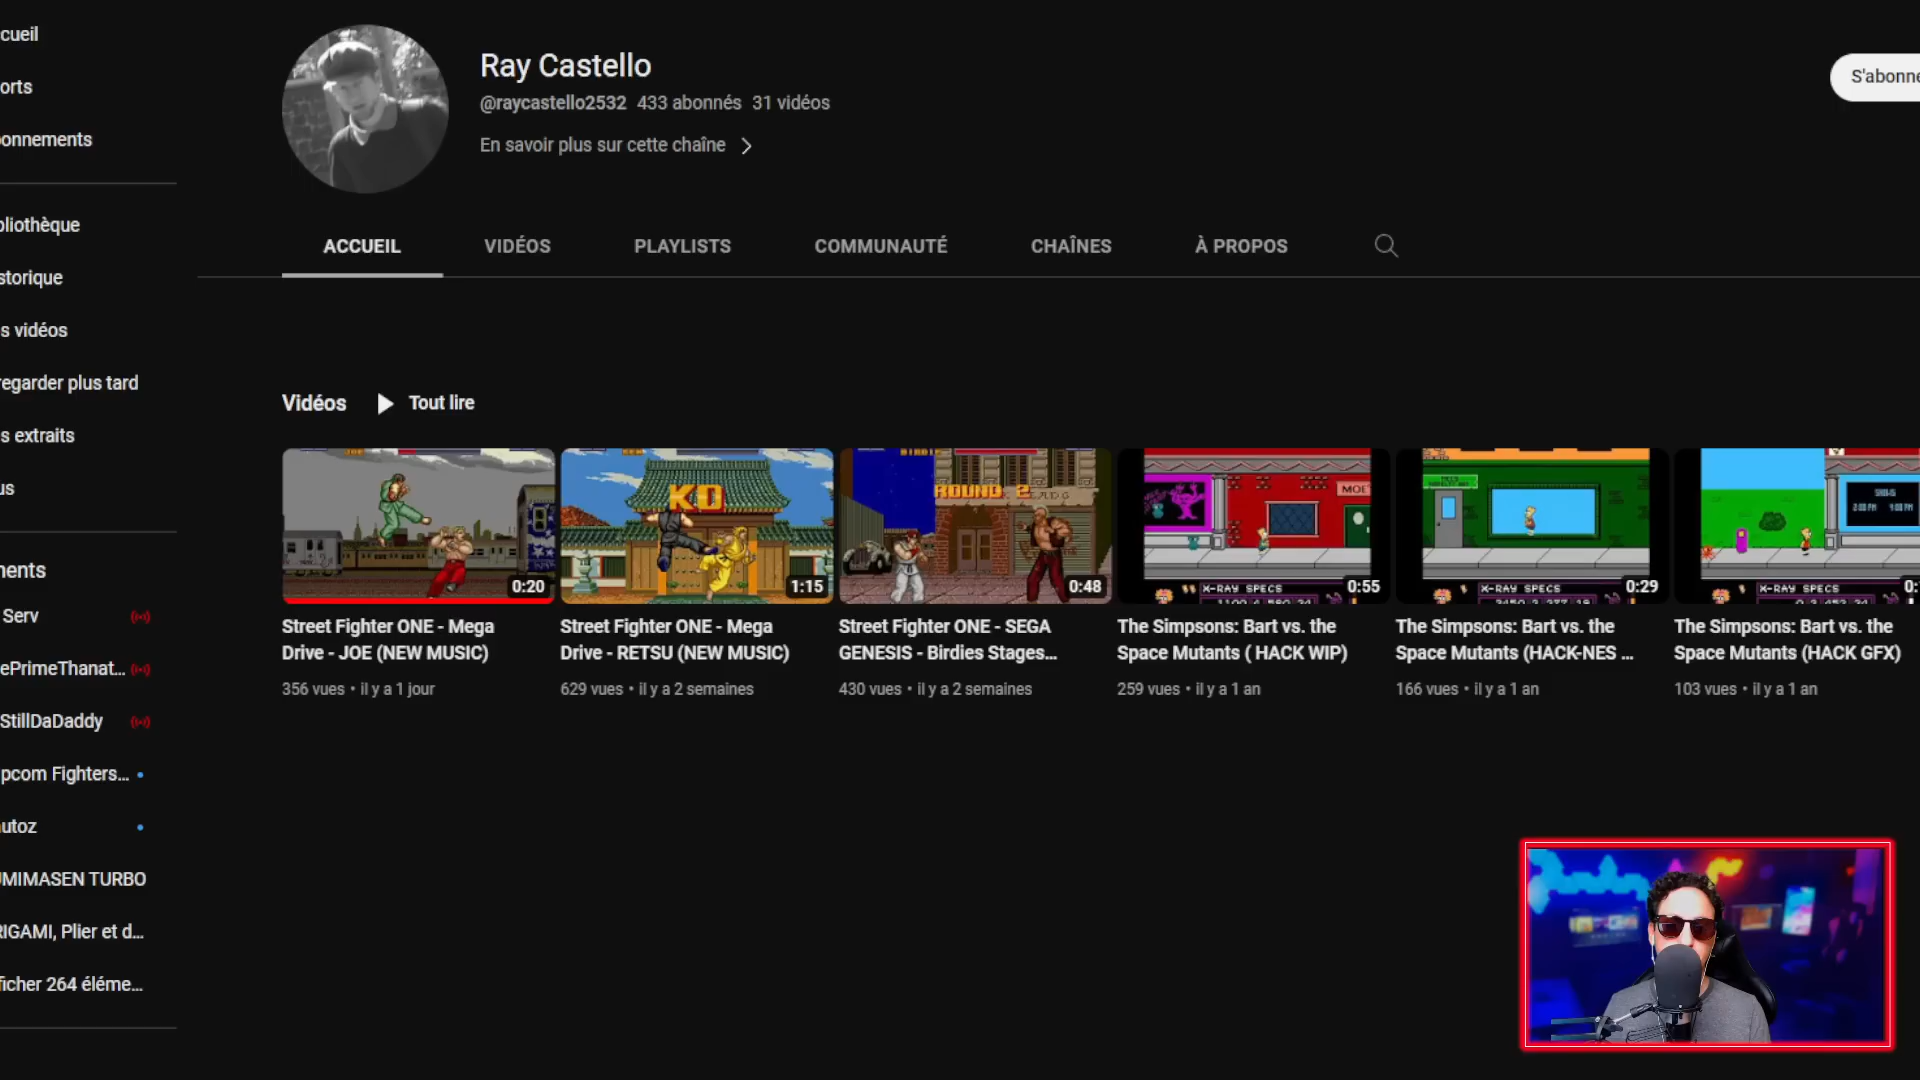 cueil
orts
onnements
bliothèque
storique
s vidéos
regarder plus tard
s extraits
us
nents
Serv
ePrimeThanat...
StillDaDaddy
pcom Fighters...
utoz
UMIMASEN TURBO
RIGAMI, Plier et d...
ficher 264 éléme...
Ray Castello
@raycastello2532 433 abonnés 31 vidéos
En savoir plus sur cette chaîne
S'abonne
ACCUEIL VIDÉOS PLAYLISTS COMMUNAUTÉ CHAÎNES À PROPOS
Vidéos Tout lire
0:20
KO
1:15
ROUND 2
0:48
MOE'
X-RAY SPECS
0:55
X-RAY SPECS
0:29
X-RAY SPECS
0:
Street Fighter ONE - Mega
Drive - JOE (NEW MUSIC)
356 vues • il y a 1 jour
Street Fighter ONE - Mega
Drive - RETSU (NEW MUSIC)
629 vues • il y a 2 semaines
Street Fighter ONE - SEGA
GENESIS - Birdies Stages...
430 vues • il y a 2 semaines
The Simpsons: Bart vs. the
Space Mutants ( HACK WIP)
259 vues • il y a 1 an
The Simpsons: Bart vs. the
Space Mutants (HACK-NES ...
166 vues • il y a 1 an
The Simpsons: Bart vs. the
Space Mutants (HACK GFX)
103 vues • il y a 1 an